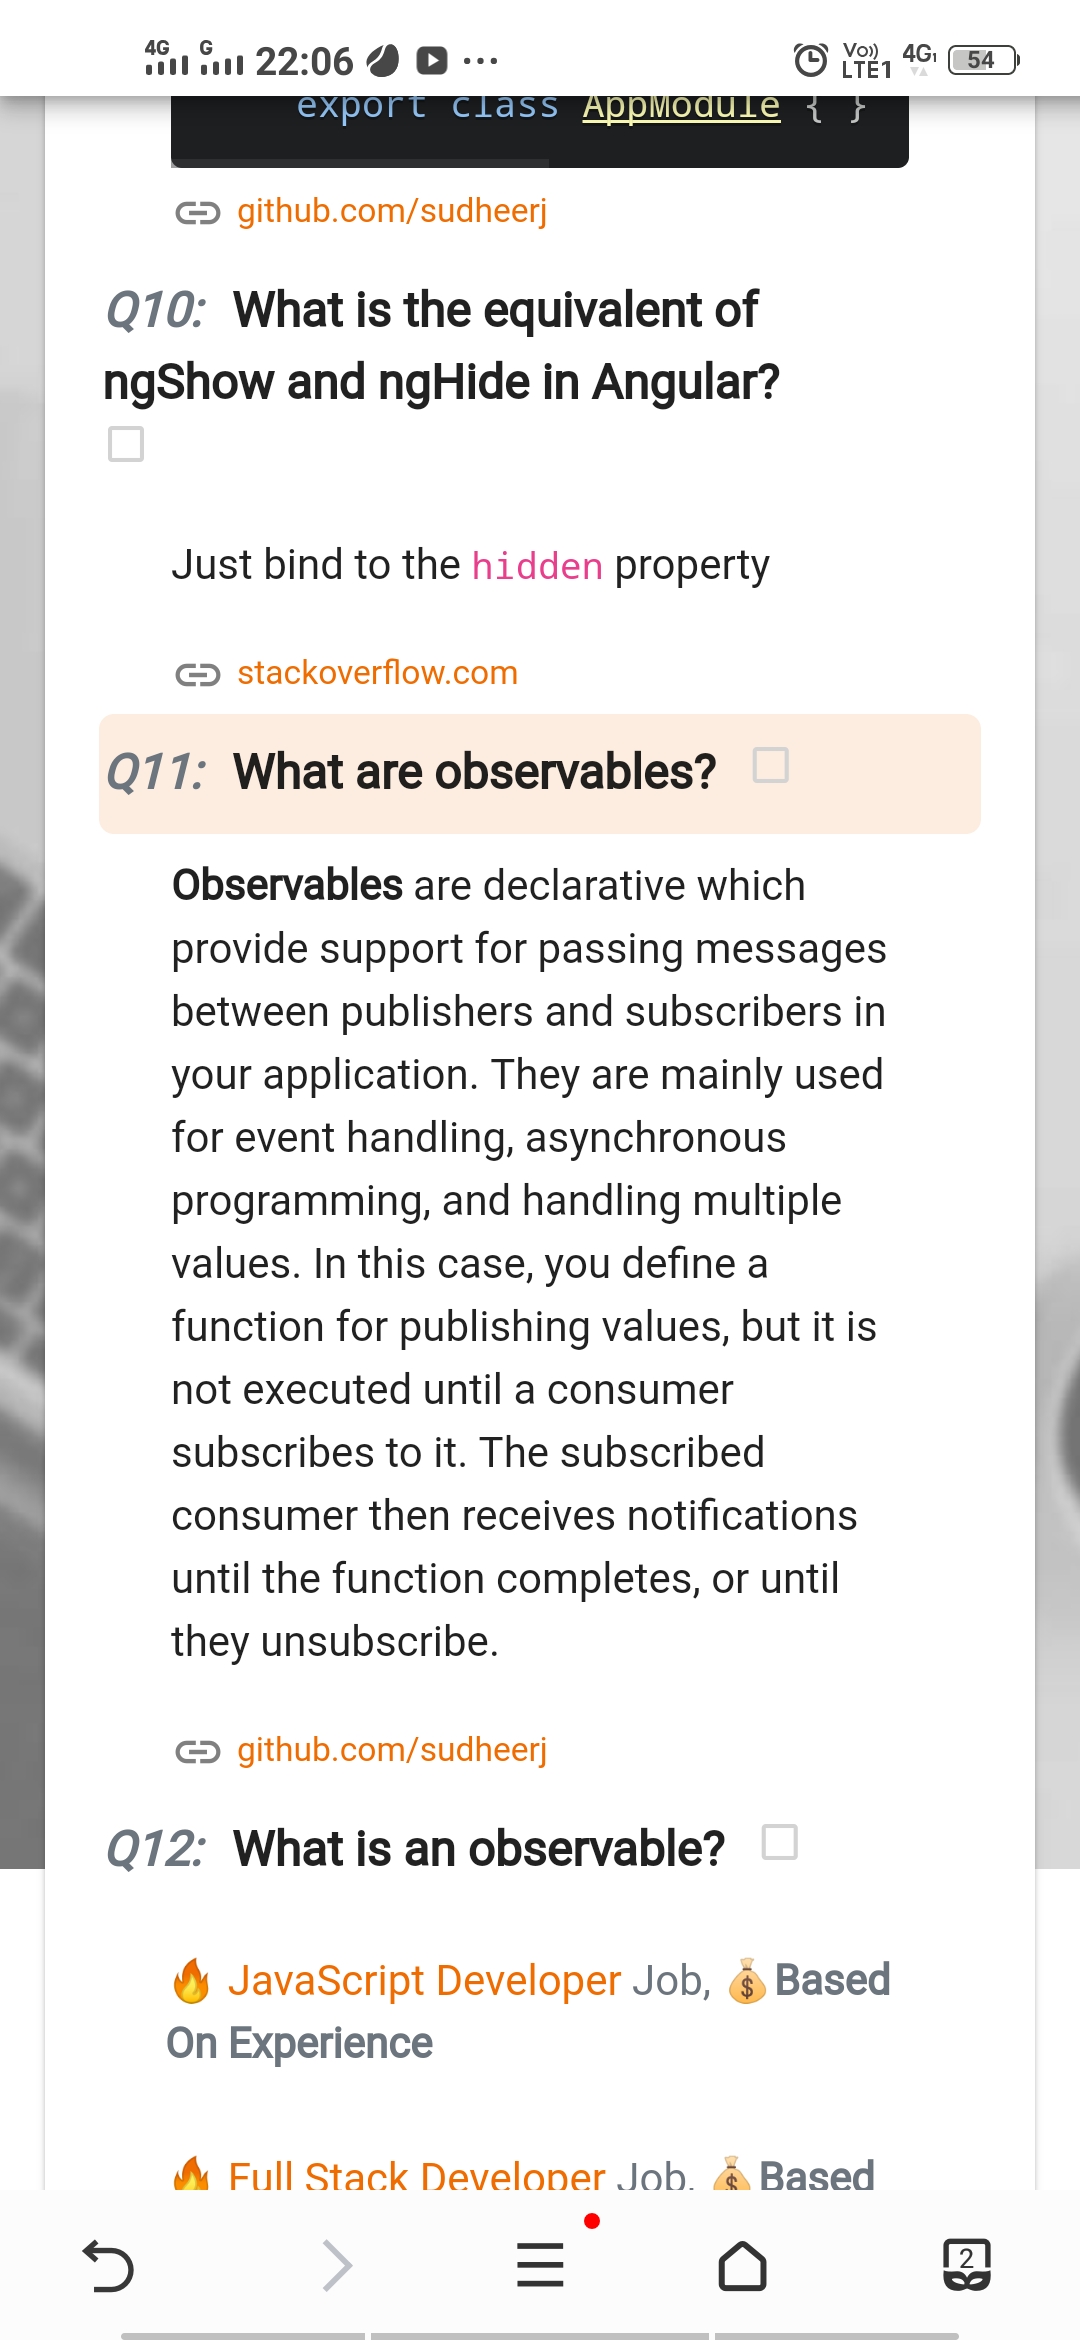 4G G 22:06 ... Vo)) LTE1 4G1 54
export class AppModule { }
github.com/sudheerj
Q10: What is the equivalent of
ngShow and ngHide in Angular?
Just bind to the hidden property
stackoverflow.com
Q11: What are observables?
Observables are declarative which
provide support for passing messages
between publishers and subscribers in
your application. They are mainly used
for event handling, asynchronous
programming, and handling multiple
values. In this case, you define a
function for publishing values, but it is
not executed until a consumer
subscribes to it. The subscribed
consumer then receives notifications
until the function completes, or until
they unsubscribe.
github.com/sudheerj
Q12: What is an observable?
🔥 JavaScript Developer Job, 💰Based
On Experience
🔥 Full Stack Developer Job, 💰Based
2